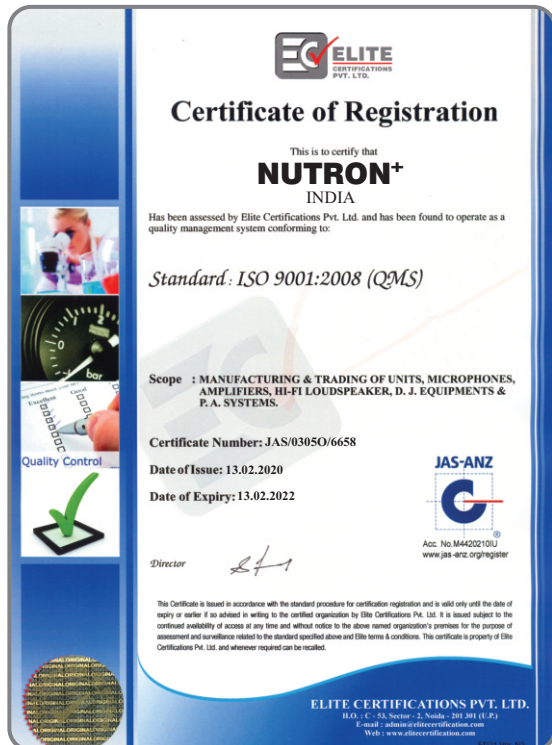 EC ELITE
CERTIFICATIONS
PVT. LTD.
Certificate of Registration
This is to certify that
NUTRON+
INDIA
Has been assessed by Elite Certifications Pvt. Ltd. and has been found to operate as a
quality management system conforming to:
Standard : ISO 9001:2008 (QMS)
Scope : MANUFACTURING & TRADING OF UNITS, MICROPHONES,
AMPLIFIERS, HI-FI LOUDSPEAKER, D. J. EQUIPMENTS &
P. A. SYSTEMS.
Certificate Number: JAS/0305O/6658
Date of Issue: 13.02.2020
Date of Expiry: 13.02.2022
JAS-ANZ
®
Acc. No.M4420210IU
www.jas-anz.org/register
Director
0
1
2
bar
Excellent
Good
Quality Control
This Certificate is Issued in accordance with the standard procedure for certification registration and is valid only until the date of
expiry or earlier if so advised in writing to the certified organization by Elite Certifications Pvt. Ltd. It is issued subject to the
continued availability of access at any time and without notice to the above named organization's premises for the purpose of
assessment and surveillance related to the standard specified above and Elite terms & conditions. This certificate is property of Elite
Certifications Pvt. Ltd. and whenever required can be recalled.
ORIGINAL
ELITE CERTIFICATIONS PVT. LTD.
H.O. : C - 53, Sector - 2, Noida - 201 301 (U.P.)
E-mail : admin@elitecertification.com
Web : www.elitecertification.com